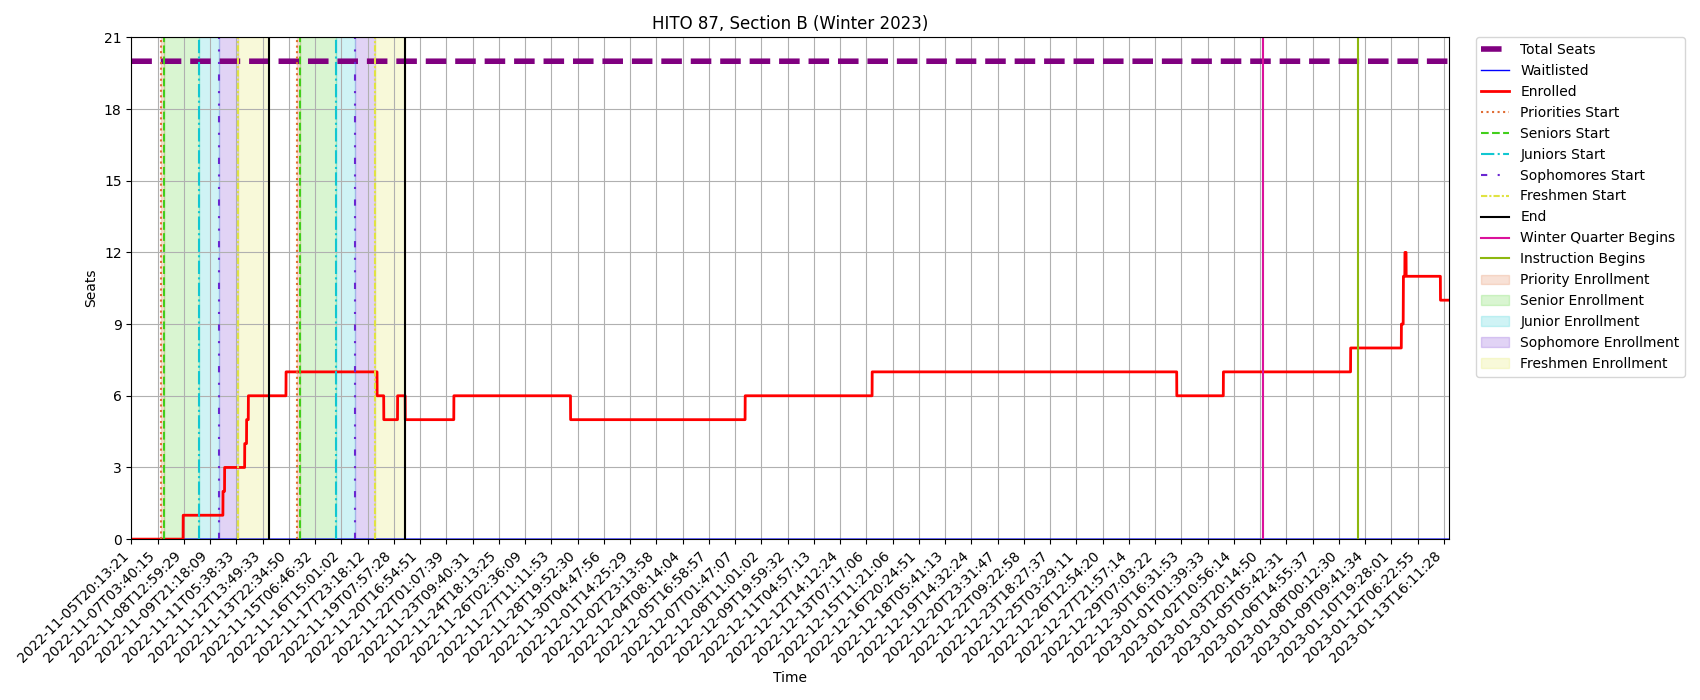 HITO 87, Section B (Winter 2023)
21
18
15
12
9
6
3
0
Seats
2022-11-05T20:13:21
2022-11-07T03:40:15
2022-11-08T12:59:29
2022-11-09T21:18:09
2022-11-11T05:38:33
2022-11-12T13:49:33
2022-11-13T22:34:50
2022-11-15T06:46:32
2022-11-16T15:01:02
2022-11-17T23:18:12
2022-11-19T07:57:28
2022-11-20T16:54:51
2022-11-22T01:07:39
2022-11-23T09:40:31
2022-11-24T18:13:25
2022-11-26T02:36:09
2022-11-27T11:11:53
2022-11-28T19:52:30
2022-11-30T04:47:56
2022-12-01T14:25:29
2022-12-02T23:13:58
2022-12-04T08:14:04
2022-12-05T16:58:57
2022-12-07T01:47:07
2022-12-08T11:01:02
2022-12-09T19:59:32
2022-12-11T04:57:13
2022-12-12T14:12:24
2022-12-13T17:17:06
2022-12-15T11:21:06
2022-12-16T20:24:51
2022-12-18T05:41:13
2022-12-19T14:32:24
2022-12-20T23:31:47
2022-12-22T09:22:58
2022-12-23T18:27:37
2022-12-25T03:29:11
2022-12-26T12:54:20
2022-12-27T21:57:14
2022-12-29T07:03:22
2022-12-30T16:31:53
2023-01-01T01:39:33
2023-01-02T10:56:14
2023-01-03T20:14:50
2023-01-05T05:42:31
2023-01-06T14:55:37
2023-01-08T00:12:30
2023-01-09T09:41:34
2023-01-10T19:28:01
2023-01-12T06:22:55
2023-01-13T16:11:28
Time
Total Seats
Waitlisted
Enrolled
Priorities Start
Seniors Start
Juniors Start
Sophomores Start
Freshmen Start
End
Winter Quarter Begins
Instruction Begins
Priority Enrollment
Senior Enrollment
Junior Enrollment
Sophomore Enrollment
Freshmen Enrollment